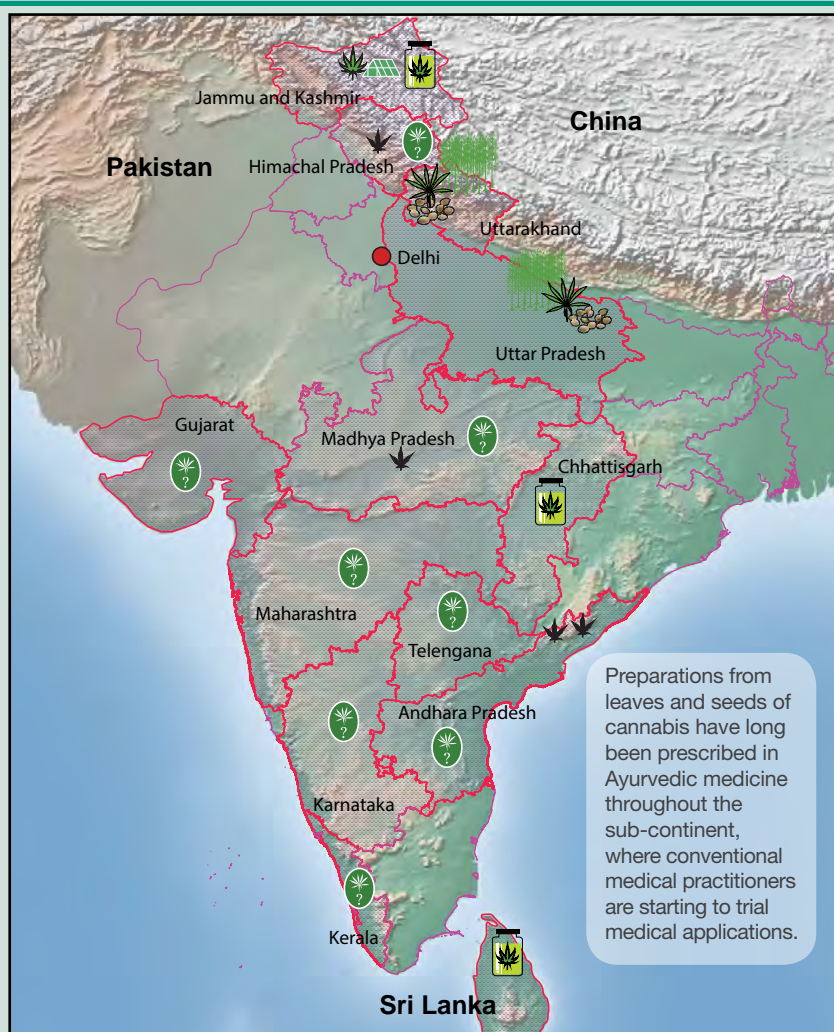 Jammu and Kashmir
China
Pakistan
Himachal Pradesh
?
Uttarakhand
Delhi
Uttar Pradesh
Gujarat
?
Madhya Pradesh
?
Chhattisgarh
?
Maharashtra
?
Telengana
Andhara Pradesh
?
?
Karnataka
?
Kerala
Sri Lanka
Preparations from
leaves and seeds of
cannabis have long
been prescribed in
Ayurvedic medicine
throughout the
sub-continent,
where conventional
medical practitioners
are starting to trial
medical applications.